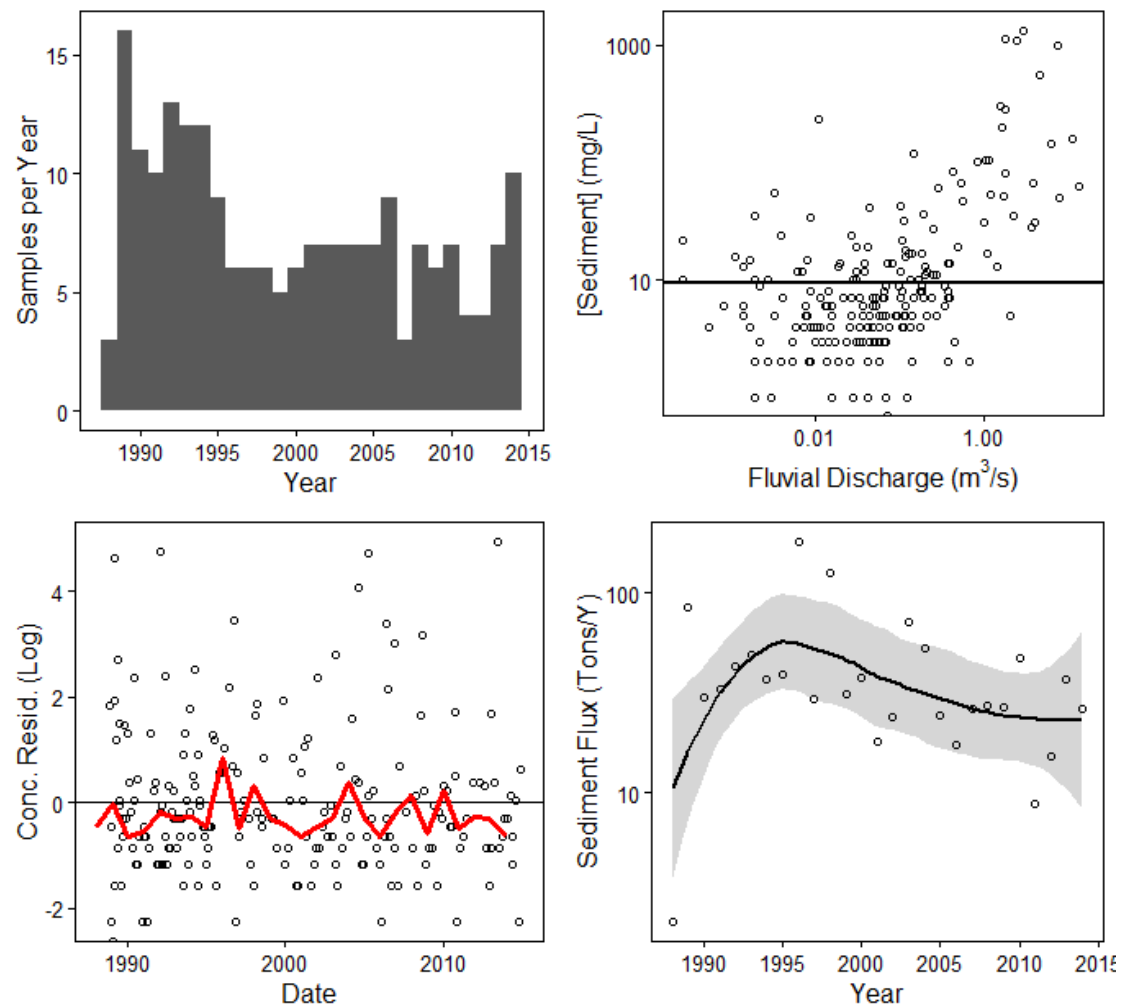 Samples per Year
15
10
5
0
1990 1995 2000 2005 2010 2015
Year
[Sediment] (mg/L)
1000
10
0.01 1.00
Fluvial Discharge (m³/s)
Conc. Resid. (Log)
4
2
0
-2
1990 2000 2010
Date
Sediment Flux (Tons/Y)
100
10
1990 1995 2000 2005 2010 2015
Year